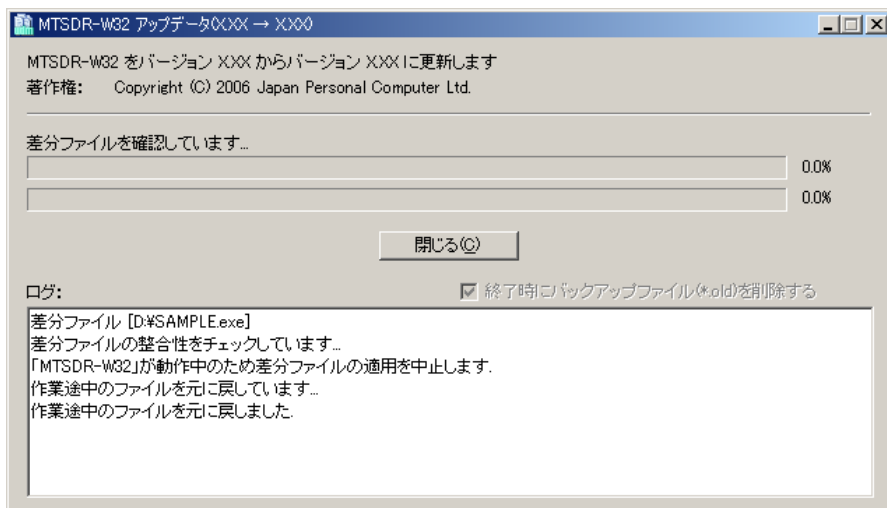 MTSDR-W32 アップデータ(X.XX → X.XX)
MTSDR-W32 をバージョン X.XX からバージョン X.XX に更新します
著作権: Copyright (C) 2006 Japan Personal Computer Ltd.
差分ファイルを確認しています...
0.0%
0.0%
閉じる(C)
ログ:
終了時にバックアップファイル(*.old)を削除する
差分ファイル [D:¥SAMPLE.exe]
差分ファイルの整合性をチェックしています...
「MTSDR-W32」が動作中のため差分ファイルの適用を中止します.
作業途中のファイルを元に戻しています...
作業途中のファイルを元に戻しました.